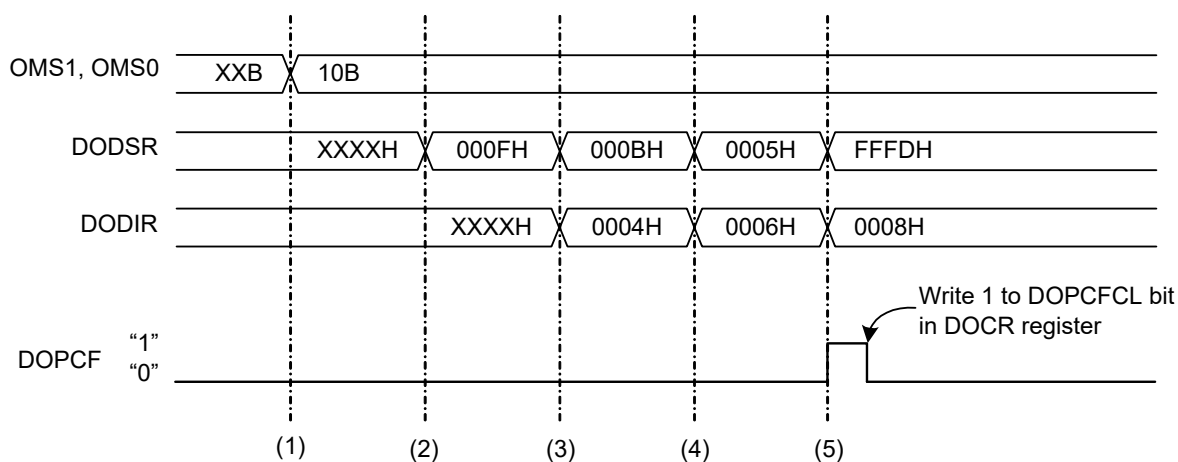 OMS1, OMS0 XXB 10B
DODSR XXXXH 000FH 000BH 0005H FFFDH
DODIR XXXXH 0004H 0006H 0008H
Write 1 to DOPCFCL bit
in DOCR register
DOPCF “1”
“0”
(1) (2) (3) (4) (5)